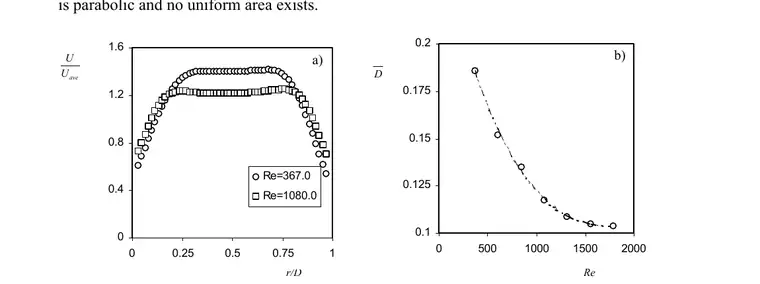 is parabolic and no uniform area exists.
a)
U
U ave
1.6
1.2
0.8
0.4
0
Re=367.0
Re=1080.0
0 0.25 0.5 0.75 1
r/D
b)
D
0.2
0.175
0.15
0.125
0.1
0 500 1000 1500 2000
Re